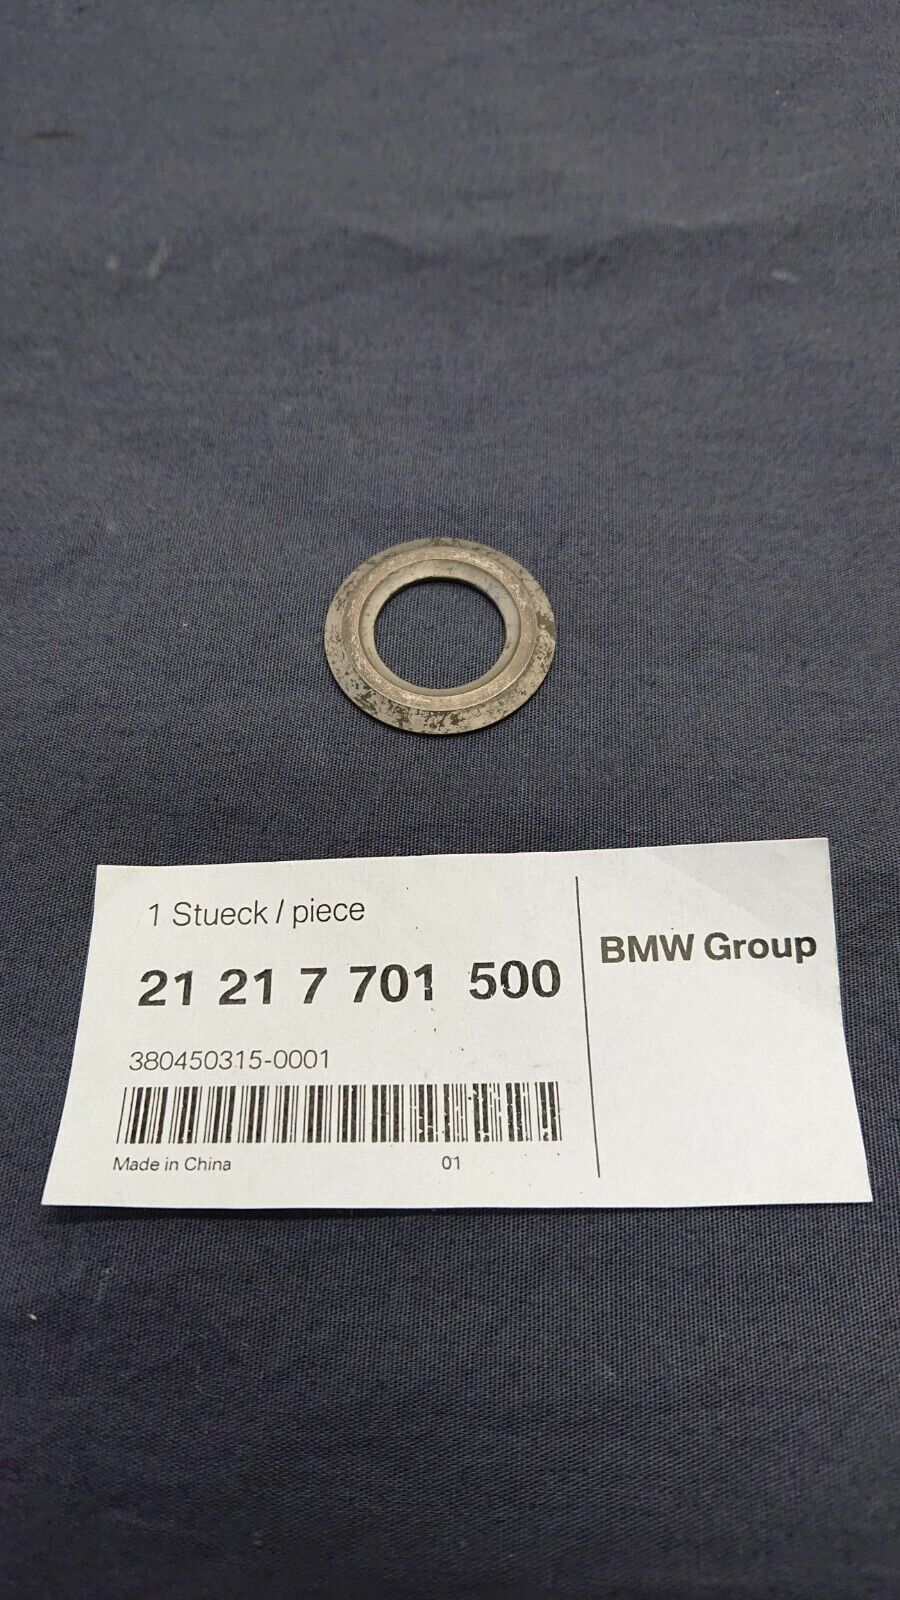 1 Stueck / piece
21 21 7 701 500
BMW Group
380450315-0001
Made in China 01